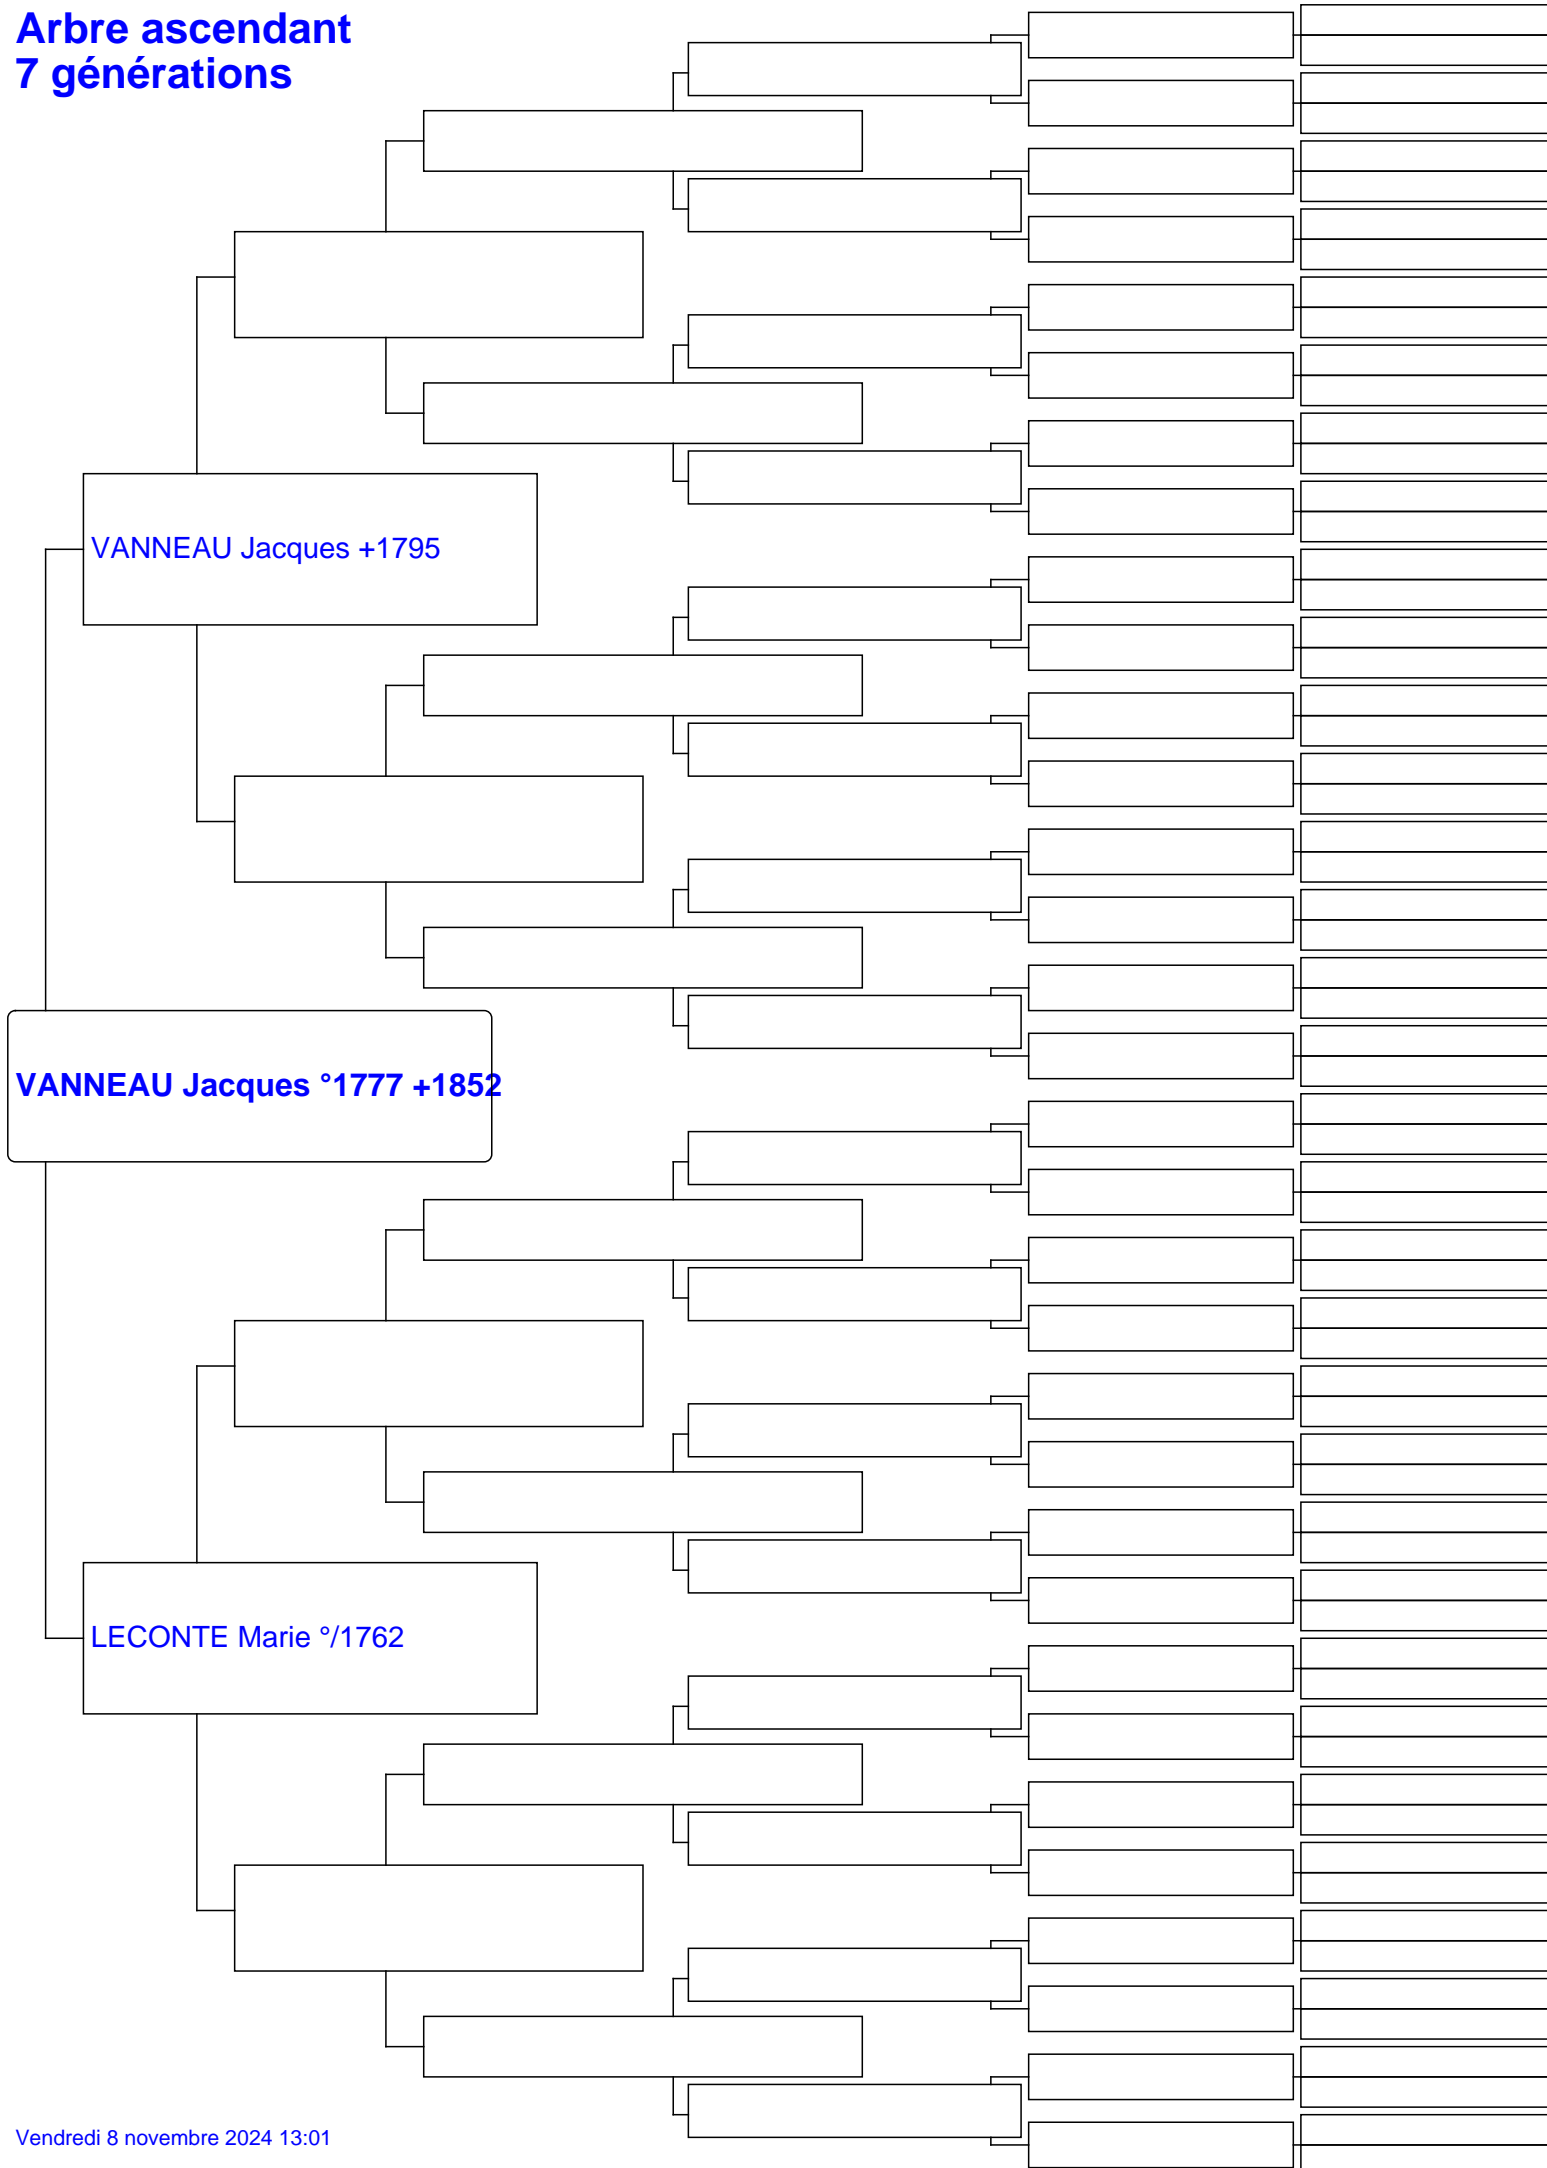 Arbre ascendant
7 générations
VANNEAU Jacques +1795
VANNEAU Jacques °1777 +1852
LECONTE Marie °/1762
Vendredi 8 novembre 2024 13:01